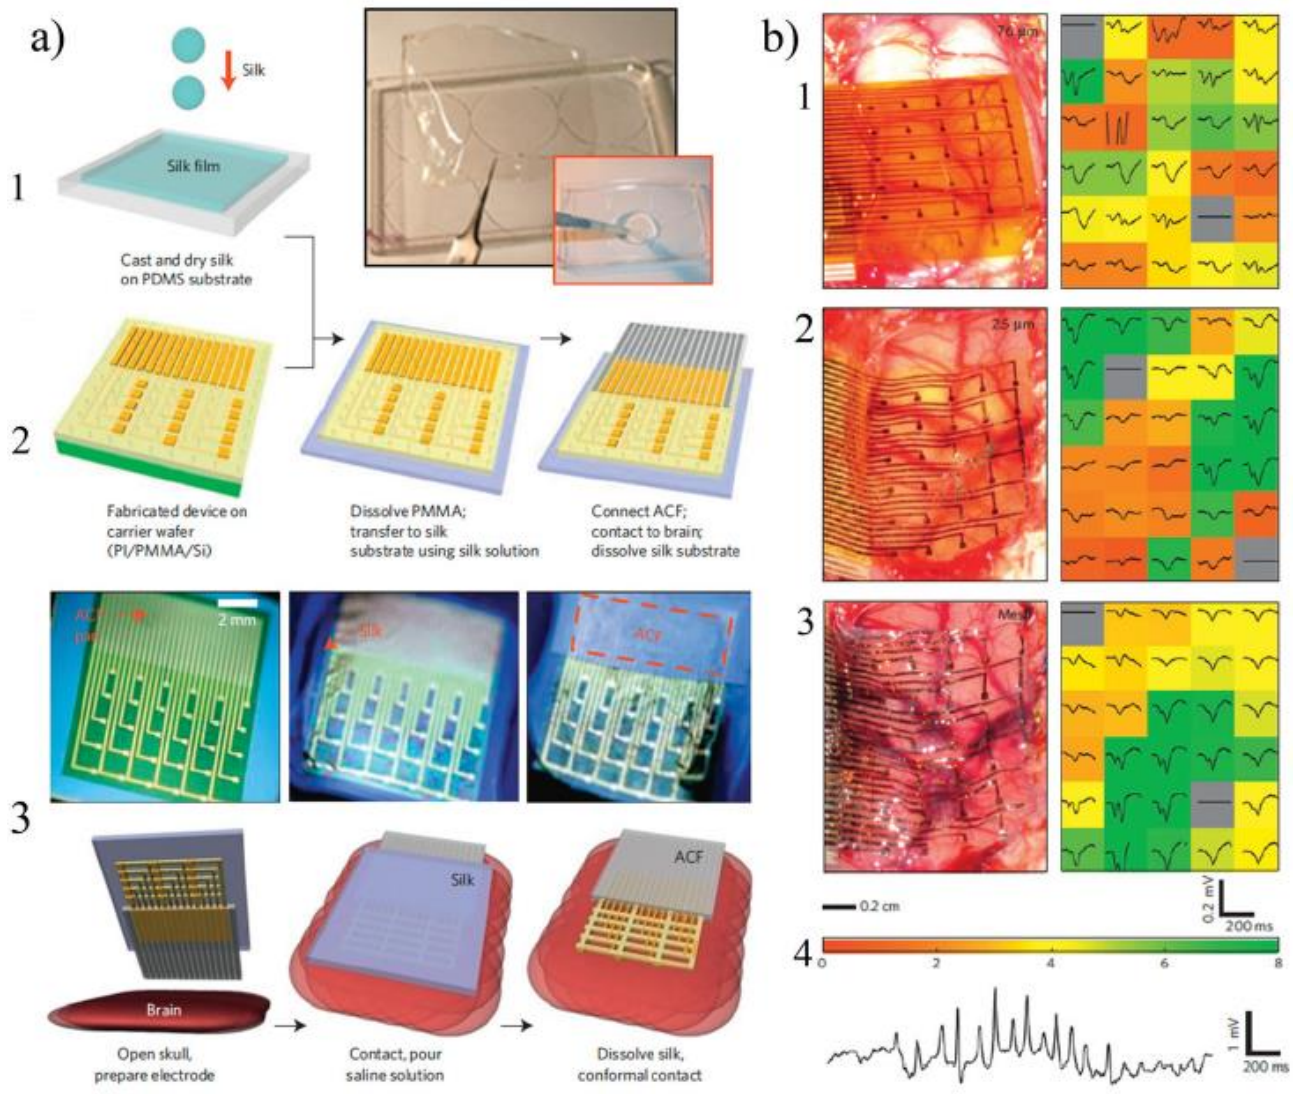 a)
Silk
1
Silk film
Cast and dry silk
on PDMS substrate
2
Fabricated device on
carrier wafer
(PI/PMMA/Si)
Dissolve PMMA;
transfer to silk
substrate using silk solution
Connect ACF;
contact to brain;
dissolve silk substrate
ACF
2 mm
Silk
ACF
3
Brain
Silk
ACF
Open skull,
prepare electrode
Contact, pour
saline solution
Dissolve silk,
conformal contact
b)
1
76 μm
2
2.5 μm
3
Mesh
0.2 cm
0.2 mV
200 ms
4
0 2 4 6 8
1 mV
200 ms